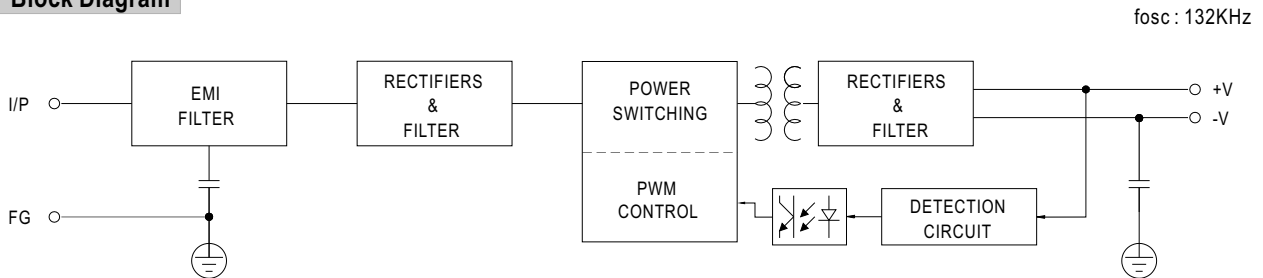 Block Diagram
fosc : 132KHz
I/P
EMI
FILTER
RECTIFIERS
&
FILTER
POWER
SWITCHING
PWM
CONTROL
RECTIFIERS
&
FILTER
+V
-V
DETECTION
CIRCUIT
FG